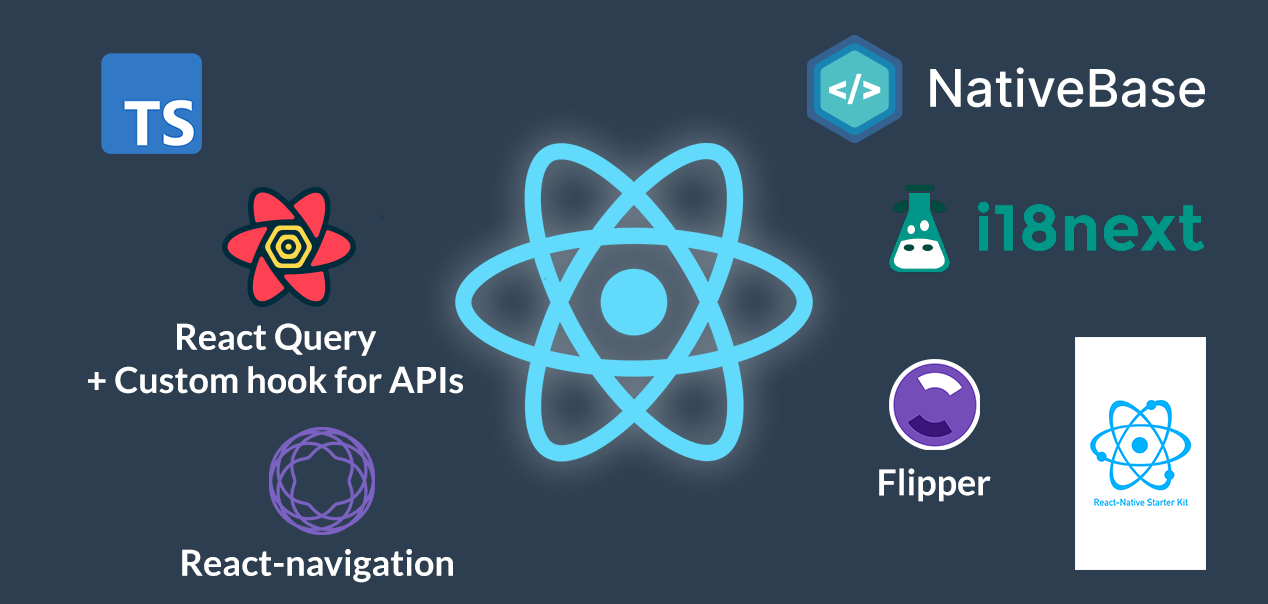 TS
</> NativeBase
i18next
React Query
+ Custom hook for APIs
Flipper
React-Native Starter Kit
React-navigation